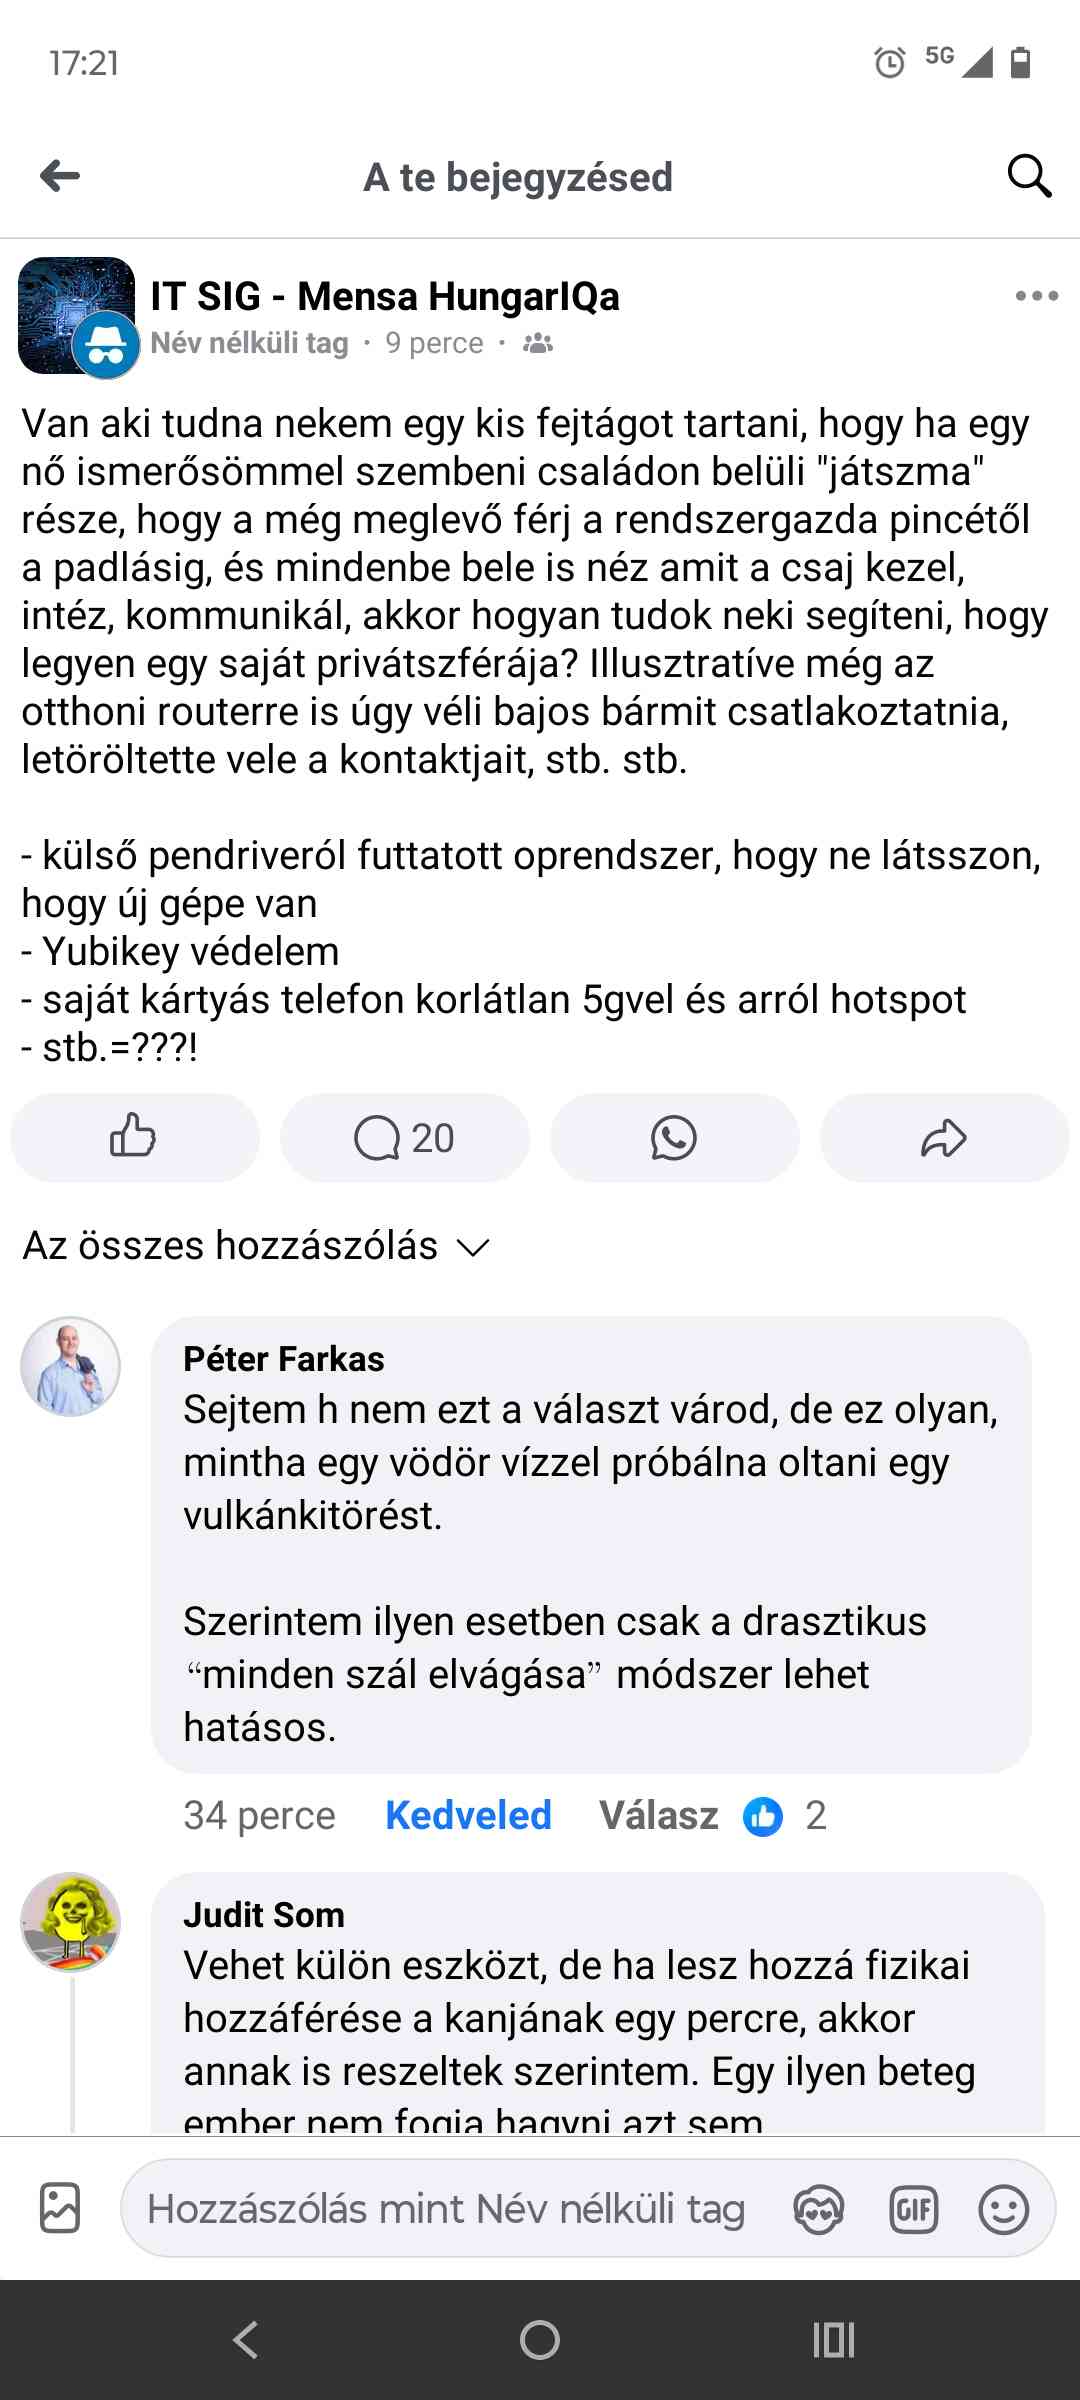 17:21
5G
A te bejegyzésed
IT SIG - Mensa HungarIQa
Név nélküli tag · 9 perce ·
Van aki tudna nekem egy kis fejtágot tartani, hogy ha egy
nő ismerősömmel szembeni családon belüli "játszma"
része, hogy a még meglevő férj a rendszergazda pincétől
a padlásig, és mindenbe bele is néz amit a csaj kezel,
intéz, kommunikál, akkor hogyan tudok neki segíteni, hogy
legyen egy saját privátszférája? Illusztratíve még az
otthoni routerre is úgy véli bajos bármit csatlakoztatnia,
letöröltette vele a kontaktjait, stb. stb.
- külső pendriveról futtatott oprendszer, hogy ne látsszon,
hogy új gépe van
- Yubikey védelem
- saját kártyás telefon korlátlan 5gvel és arról hotspot
- stb.=???!
20
Az összes hozzászólás
Péter Farkas
Sejtem h nem ezt a választ várod, de ez olyan,
mintha egy vödör vízzel próbálna oltani egy
vulkánkitörést.
Szerintem ilyen esetben csak a drasztikus
“minden szál elvágása” módszer lehet
hatásos.
34 perce Kedveled Válasz 2
Judit Som
Vehet külön eszközt, de ha lesz hozzá fizikai
hozzáférése a kanjának egy percre, akkor
annak is reszeltek szerintem. Egy ilyen beteg
ember nem fogja hagyni azt sem
Hozzászólás mint Név nélküli tag
GIF